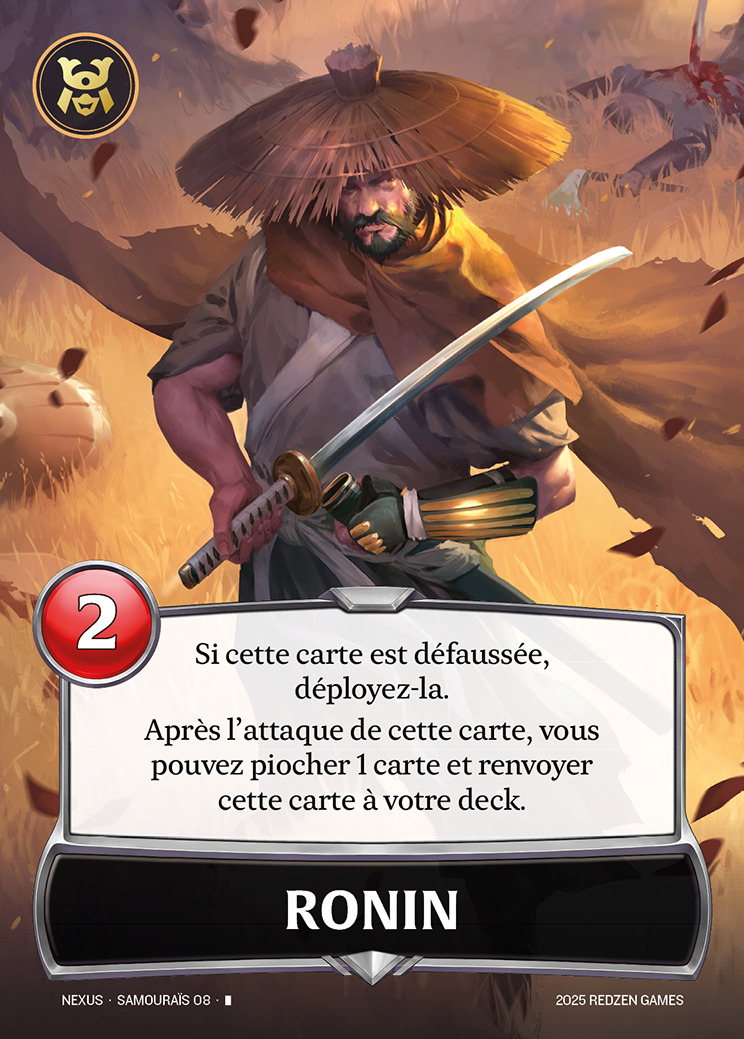 2
Si cette carte est défaussée,
déployez-la.
Après l’attaque de cette carte, vous
pouvez piocher 1 carte et renvoyer
cette carte à votre deck.
RONIN
NEXUS · SAMOURAÏS 08 ·
2025 REDZEN GAMES